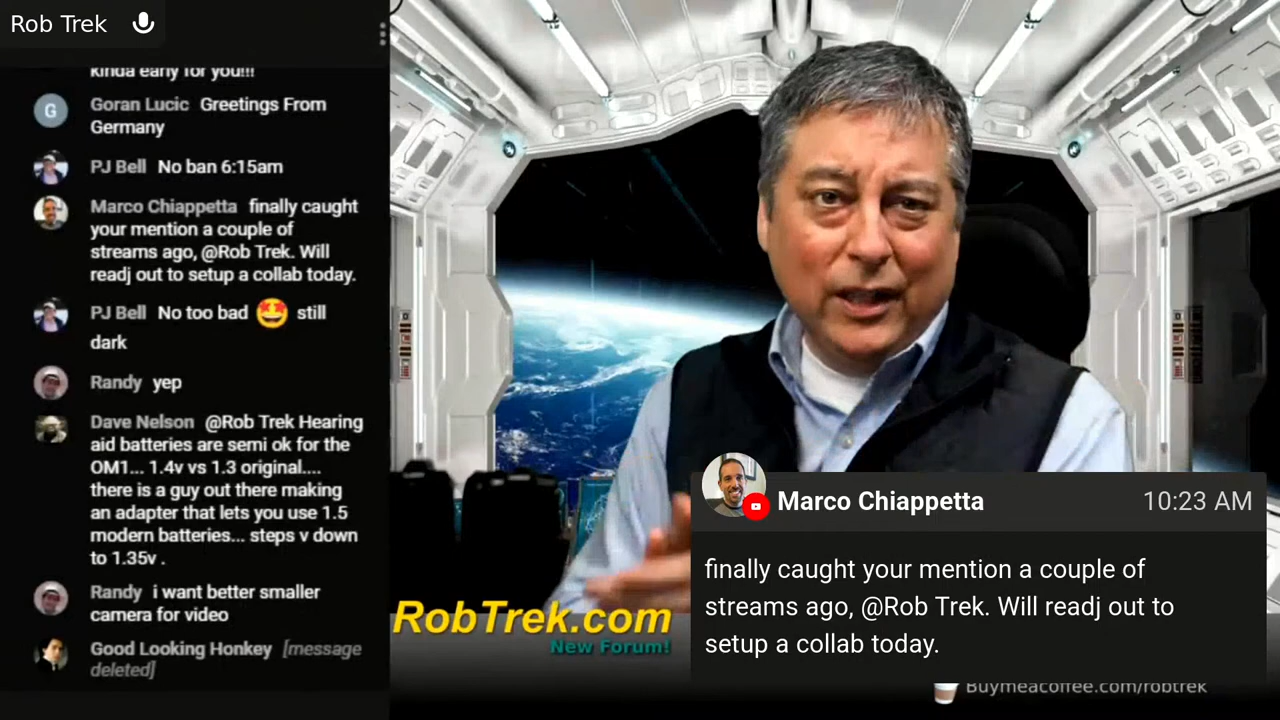 Rob Trek
kinda early for you!!!
G
Goran Lucic Greetings From
Germany
PJ Bell No ban 6:15am
Marco Chiappetta finally caught
your mention a couple of
streams ago, @Rob Trek. Will
readj out to setup a collab today.
PJ Bell No too bad 🤩 still
dark
Randy yep
Dave Nelson @Rob Trek Hearing
aid batteries are semi ok for the
OM1... 1.4v vs 1.3 original....
there is a guy out there making
an adapter that lets you use 1.5
modern batteries... steps v down
to 1.35v .
Randy i want better smaller
camera for video
Good Looking Honkey [message
deleted]
RobTrek.com
New Forum!
Marco Chiappetta 10:23 AM
finally caught your mention a couple of
streams ago, @Rob Trek. Will readj out to
setup a collab today.
Buymeacoffee.com/robtrek